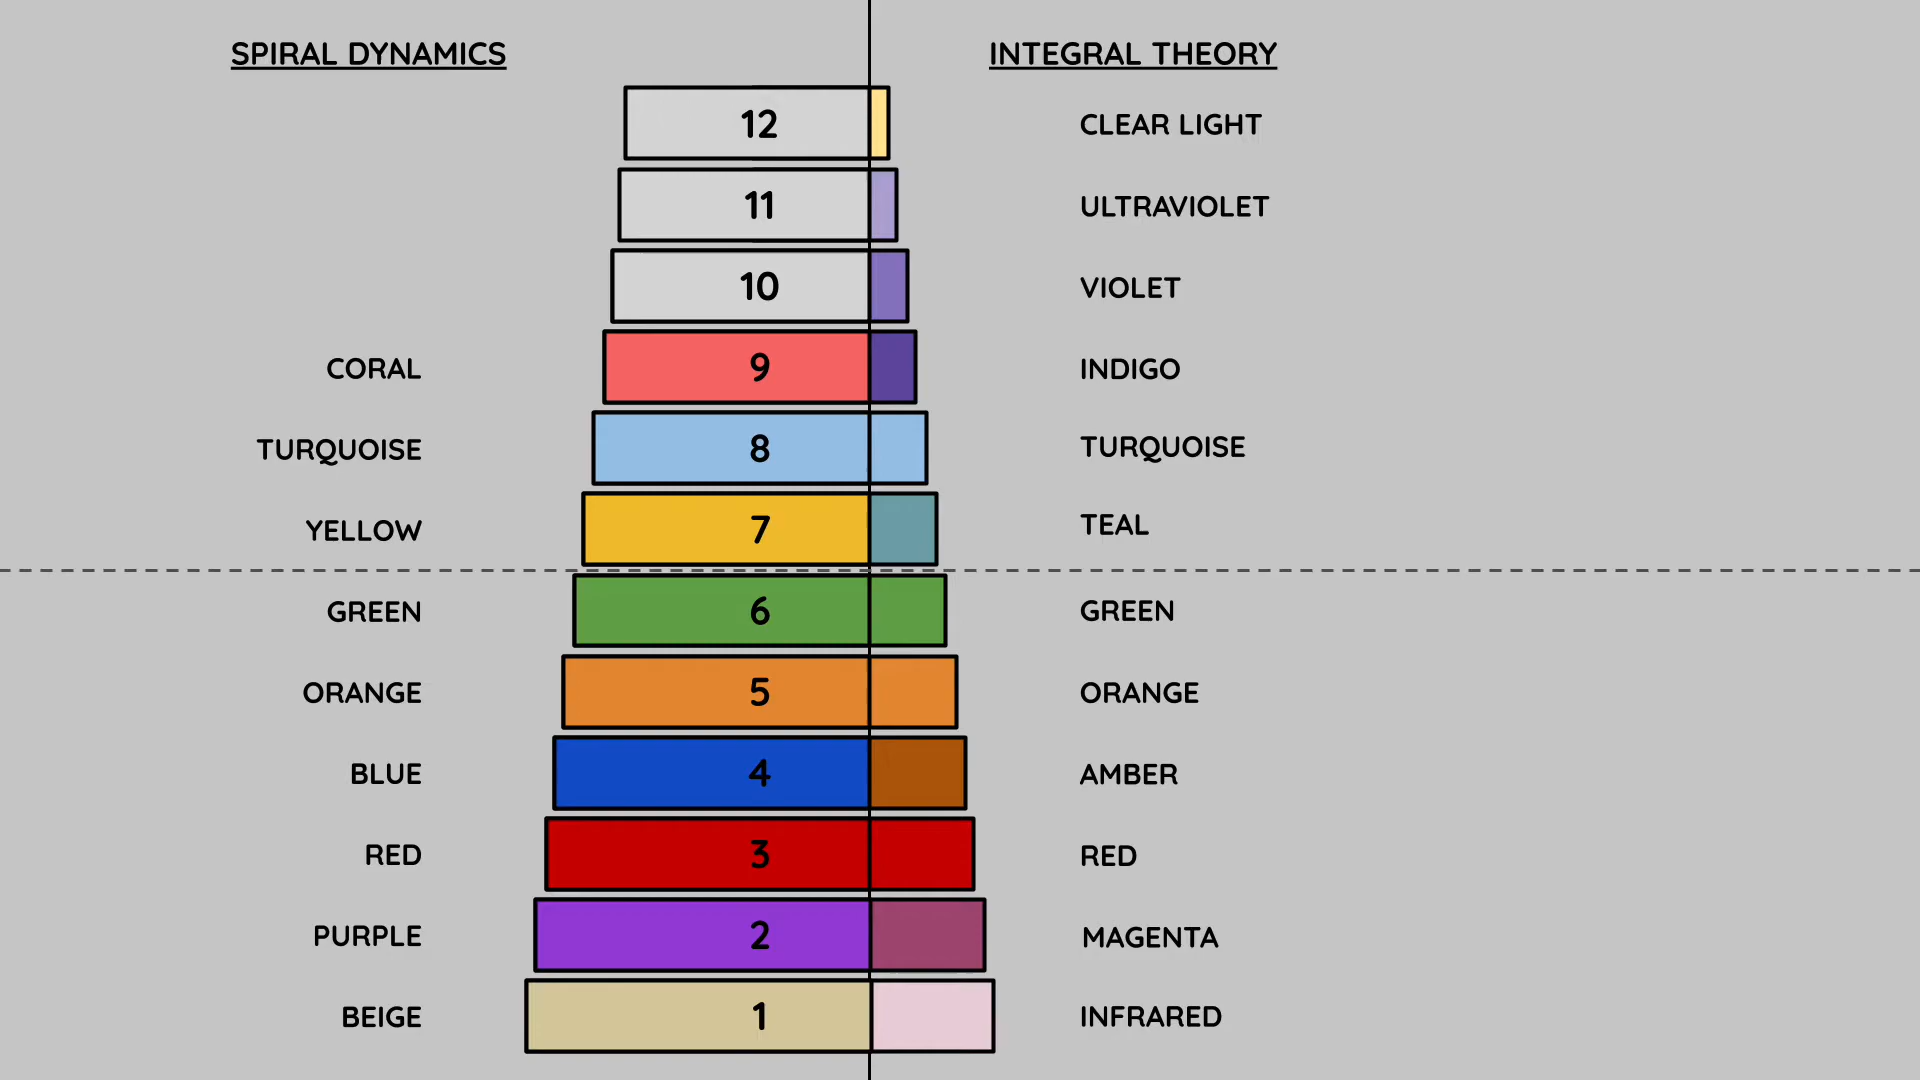 SPIRAL DYNAMICS
INTEGRAL THEORY
12 CLEAR LIGHT
11 ULTRAVIOLET
10 VIOLET
CORAL 9 INDIGO
TURQUOISE 8 TURQUOISE
YELLOW 7 TEAL
GREEN 6 GREEN
ORANGE 5 ORANGE
BLUE 4 AMBER
RED 3 RED
PURPLE 2 MAGENTA
BEIGE 1 INFRARED